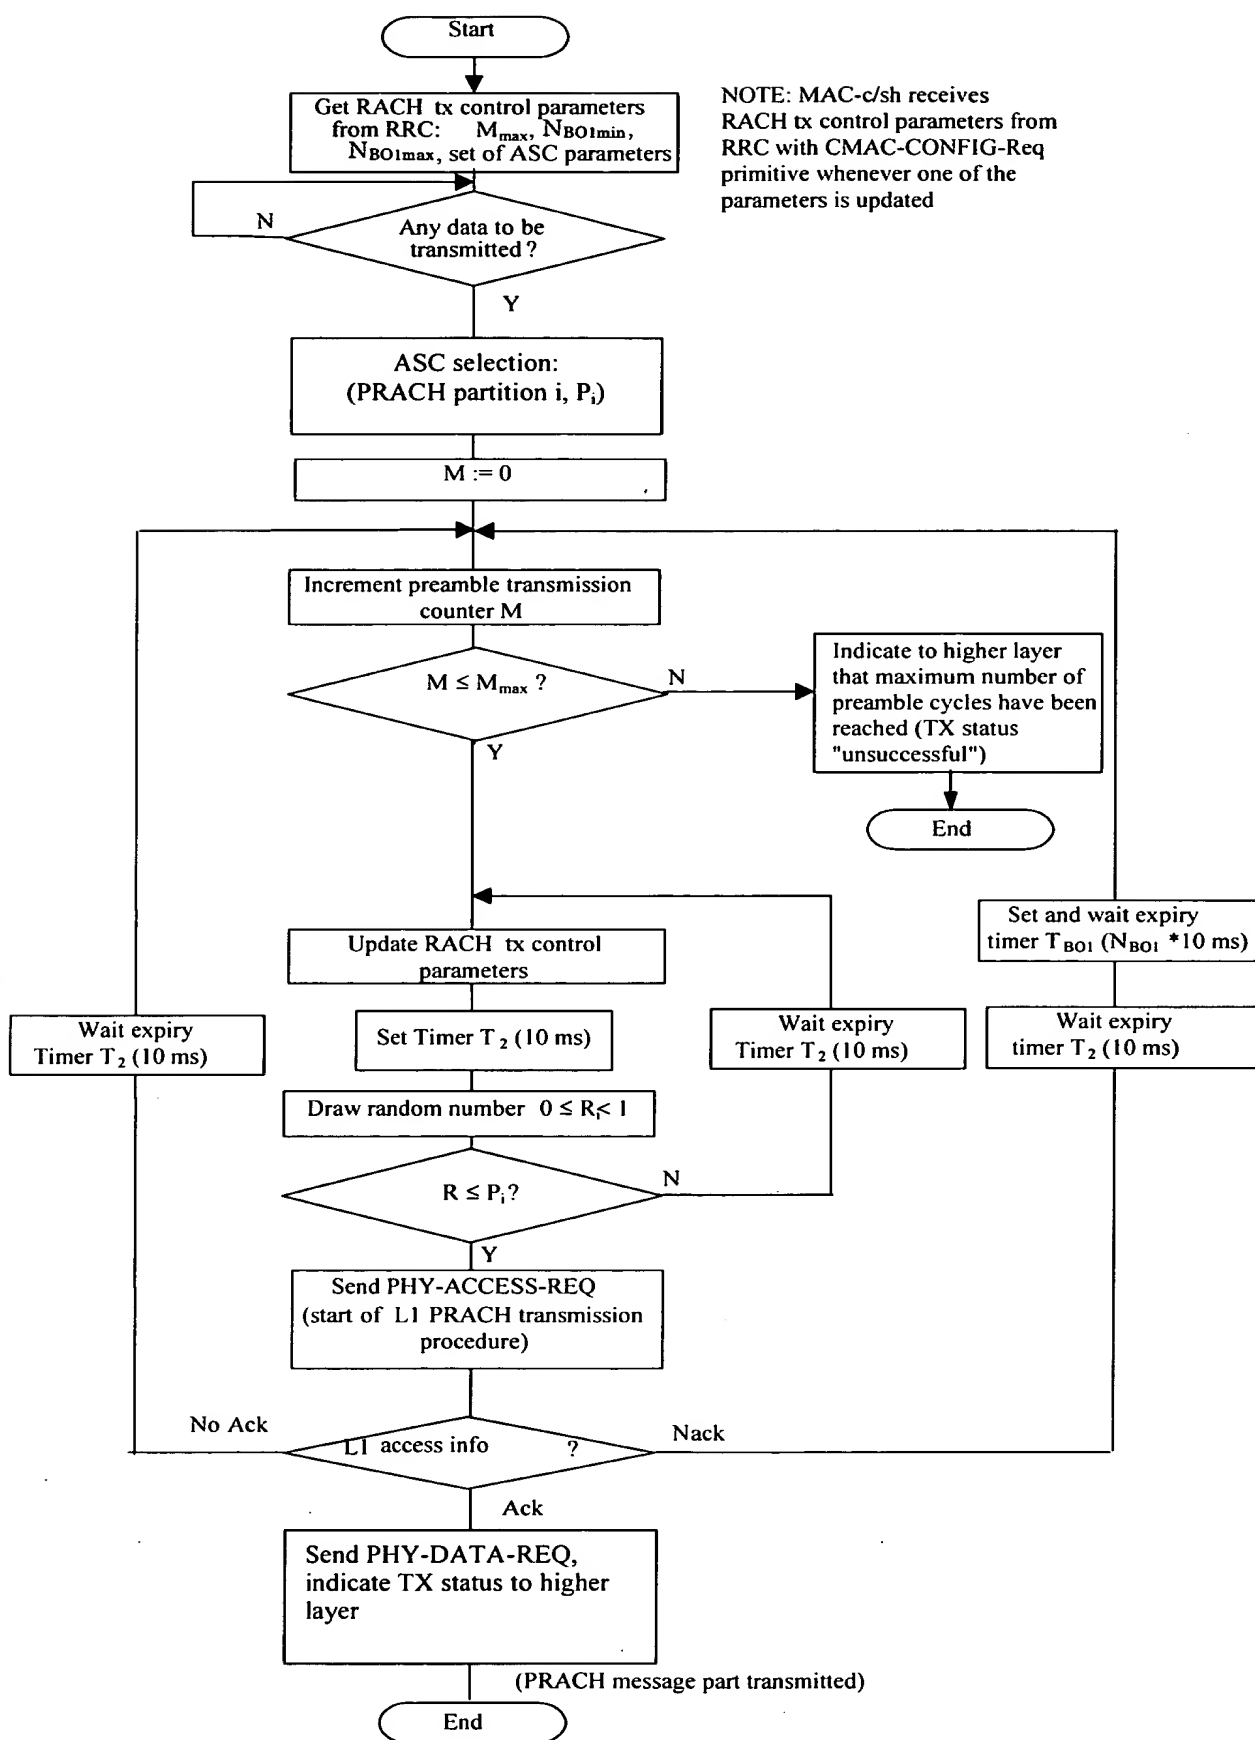 Start
Get RACH tx control parameters
from RRC: Mmax, NBO1min,
NBO1max, set of ASC parameters
NOTE: MAC-c/sh receives
RACH tx control parameters from
RRC with CMAC-CONFIG-Req
primitive whenever one of the
parameters is updated
N
Any data to be
transmitted ?
Y
ASC selection:
(PRACH partition i, Pi)
M := 0
Increment preamble transmission
counter M
M ≤ Mmax ?
N
Y
Indicate to higher layer
that maximum number of
preamble cycles have been
reached (TX status
"unsuccessful")
End
Update RACH tx control
parameters
Set and wait expiry
timer TBO1 (NBO1 *10 ms)
Wait expiry
Timer T2 (10 ms)
Set Timer T2 (10 ms)
Wait expiry
Timer T2 (10 ms)
Wait expiry
timer T2 (10 ms)
Draw random number 0 ≤ Ri< 1
R ≤ Pi?
N
Y
Send PHY-ACCESS-REQ
(start of L1 PRACH transmission
procedure)
No Ack
L1 access info ?
Nack
Ack
Send PHY-DATA-REQ,
indicate TX status to higher
layer
(PRACH message part transmitted)
End